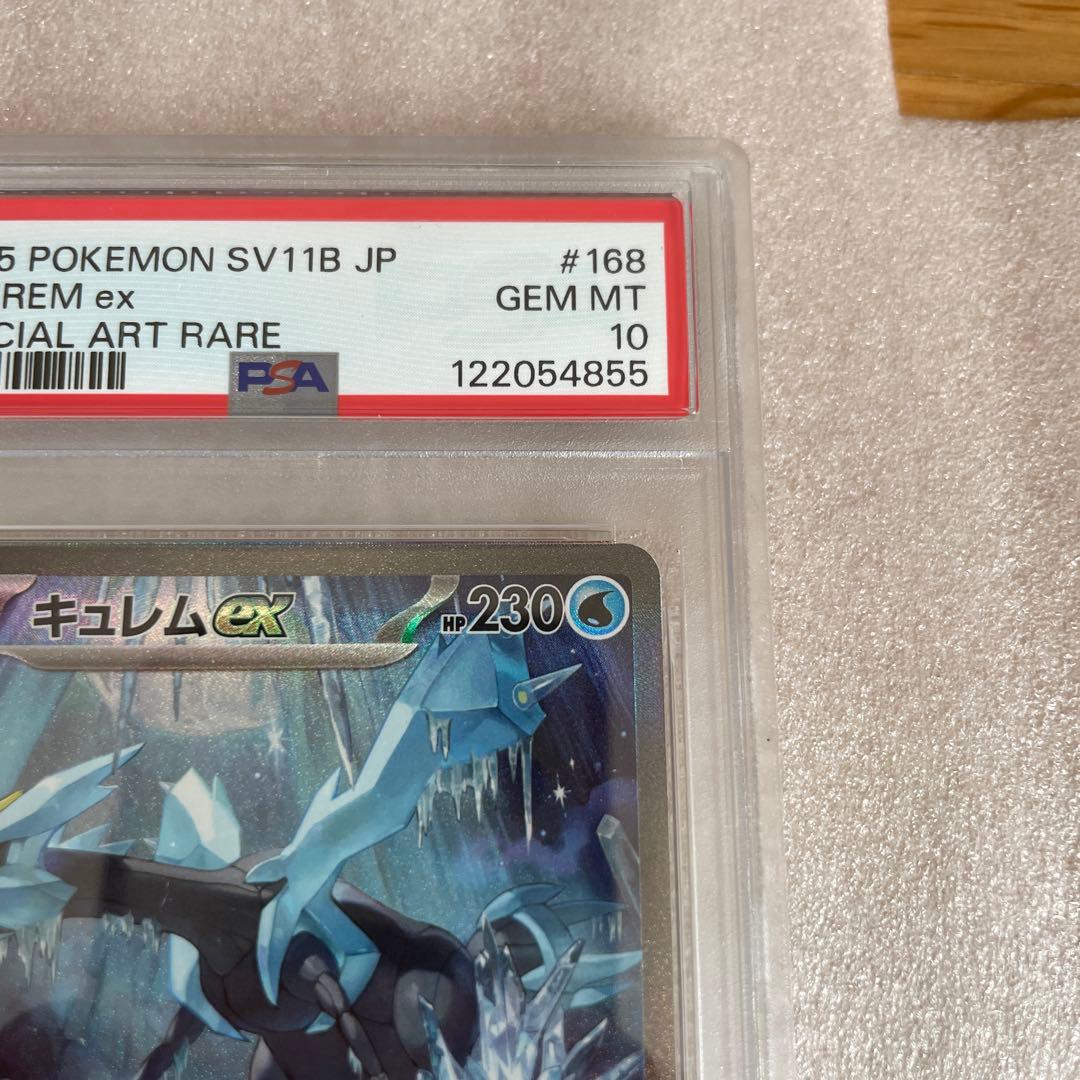 5 POKEMON SV11B JP #168
REM ex GEM MT
CIAL ART RARE 10
PSA 122054855
キュレムex HP230